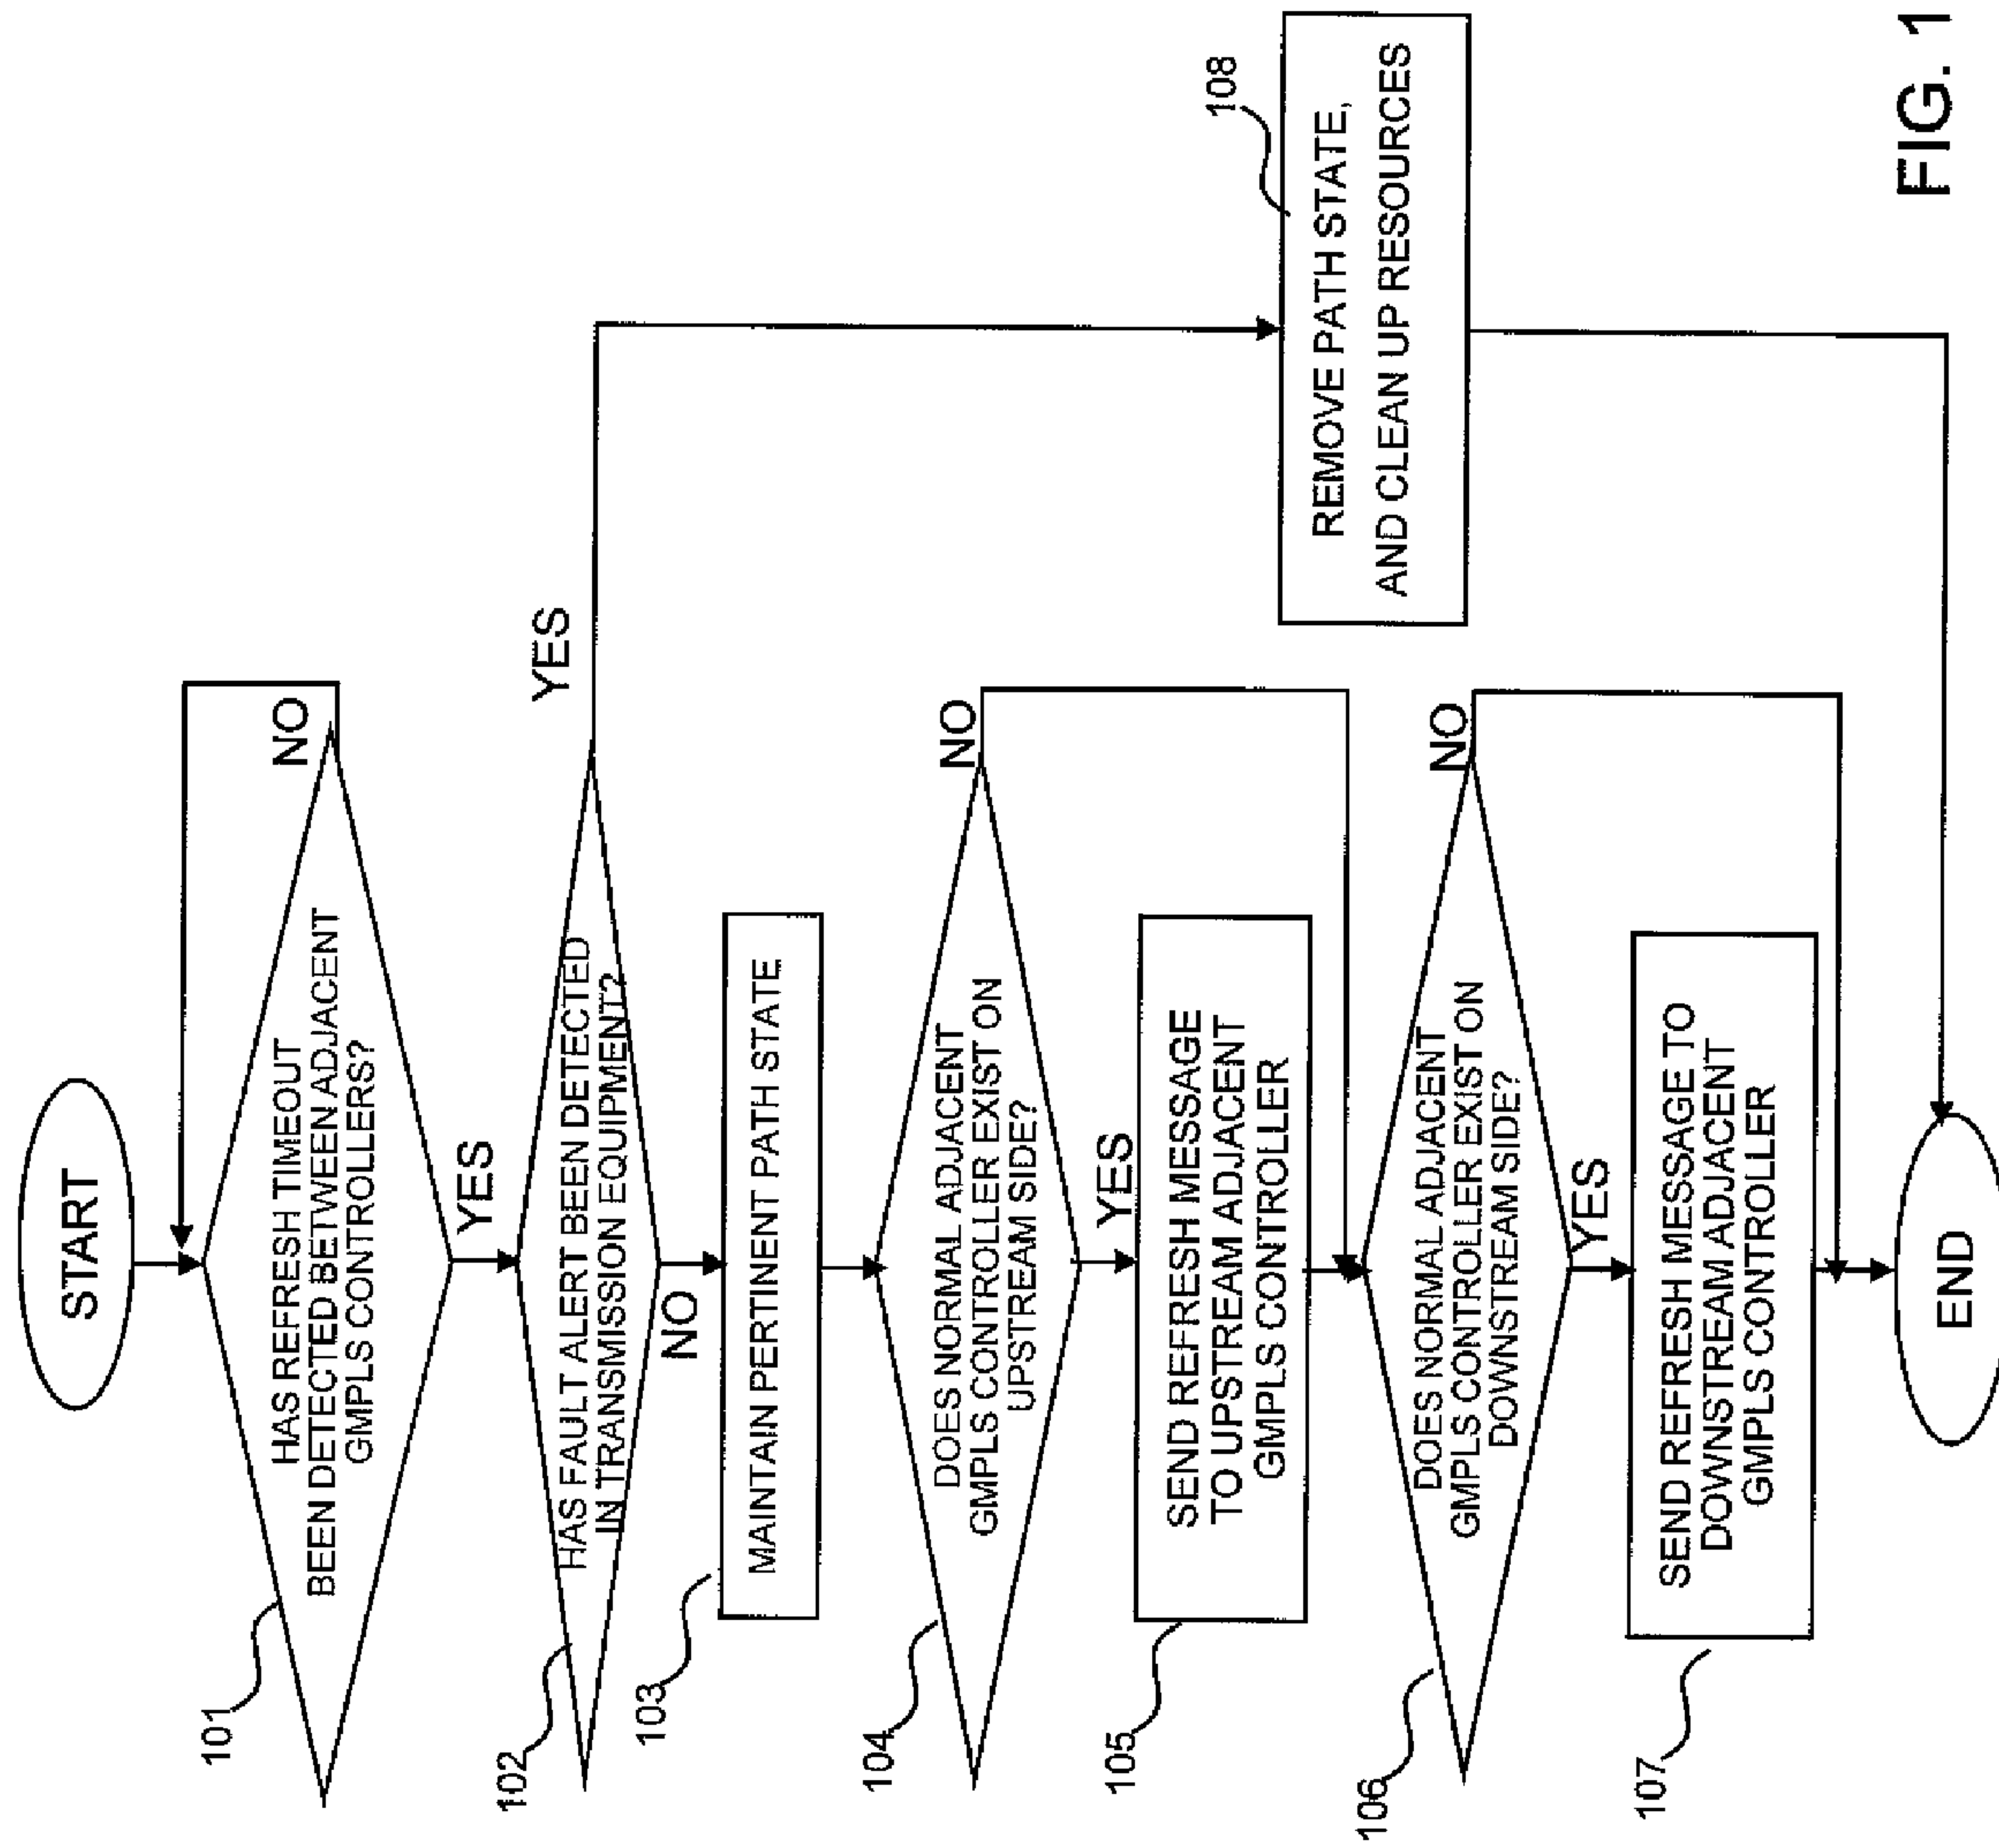 START
101
HAS REFRESH TIMEOUT
BEEN DETECTED BETWEEN ADJACENT
GMPLS CONTROLLERS?
NO
YES
102
HAS FAULT ALERT BEEN DETECTED
IN TRANSMISSION EQUIPMENT?
YES
NO
103
MAINTAIN PERTINENT PATH STATE
104
DOES NORMAL ADJACENT
GMPLS CONTROLLER EXIST ON
UPSTREAM SIDE?
NO
YES
105
SEND REFRESH MESSAGE
TO UPSTREAM ADJACENT
GMPLS CONTROLLER
108
REMOVE PATH STATE,
AND CLEAN UP RESOURCES
106
DOES NORMAL ADJACENT
GMPLS CONTROLLER EXIST ON
DOWNSTREAM SIDE?
NO
YES
107
SEND REFRESH MESSAGE TO
DOWNSTREAM ADJACENT
GMPLS CONTROLLER
END
FIG. 1